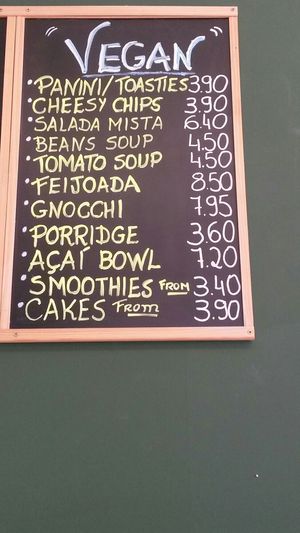 "VEGAN"
• PANINI/TOASTIES 3.90
• CHEESY CHIPS 3.90
• SALADA MISTA 6.40
• BEANS SOUP 4.50
• TOMATO SOUP 4.50
• FEIJOADA 8.50
• GNOCCHI 7.95
• PORRIDGE 3.60
• AÇAÍ BOWL 7.20
• SMOOTHIES FROM 3.40
• CAKES FROM 3.90